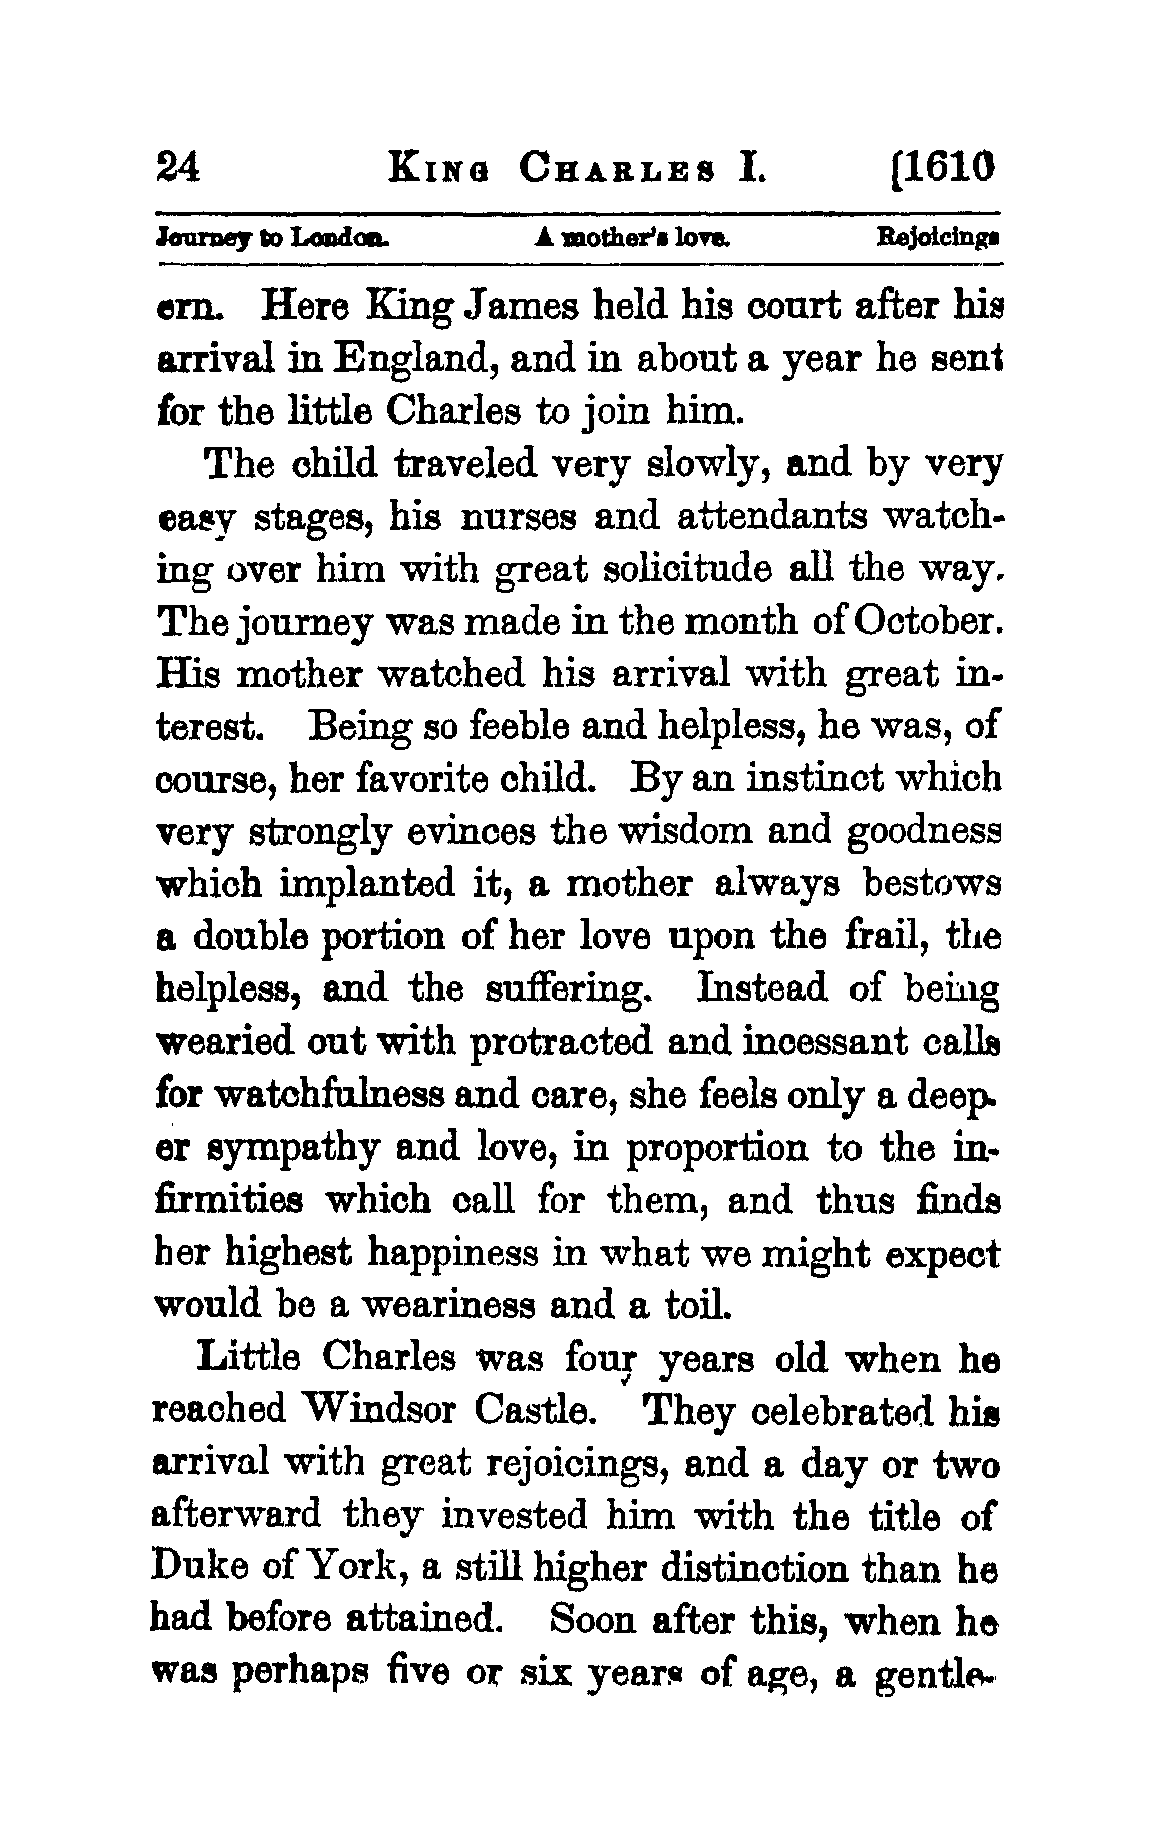 24 KING CHARLES I. [1610
Journey to London. A mother's love. Rejoicings
ern. Here King James held his court after his
arrival in England, and in about a year he sent
for the little Charles to join him.
The child traveled very slowly, and by very
easy stages, his nurses and attendants watch-
ing over him with great solicitude all the way.
The journey was made in the month of October.
His mother watched his arrival with great in-
terest. Being so feeble and helpless, he was, of
course, her favorite child. By an instinct which
very strongly evinces the wisdom and goodness
which implanted it, a mother always bestows
a double portion of her love upon the frail, the
helpless, and the suffering. Instead of being
wearied out with protracted and incessant calls
for watchfulness and care, she feels only a deep-
er sympathy and love, in proportion to the in-
firmities which call for them, and thus finds
her highest happiness in what we might expect
would be a weariness and a toil.
Little Charles was four years old when he
reached Windsor Castle. They celebrated his
arrival with great rejoicings, and a day or two
afterward they invested him with the title of
Duke of York, a still higher distinction than he
had before attained. Soon after this, when he
was perhaps five or six years of age, a gentle-